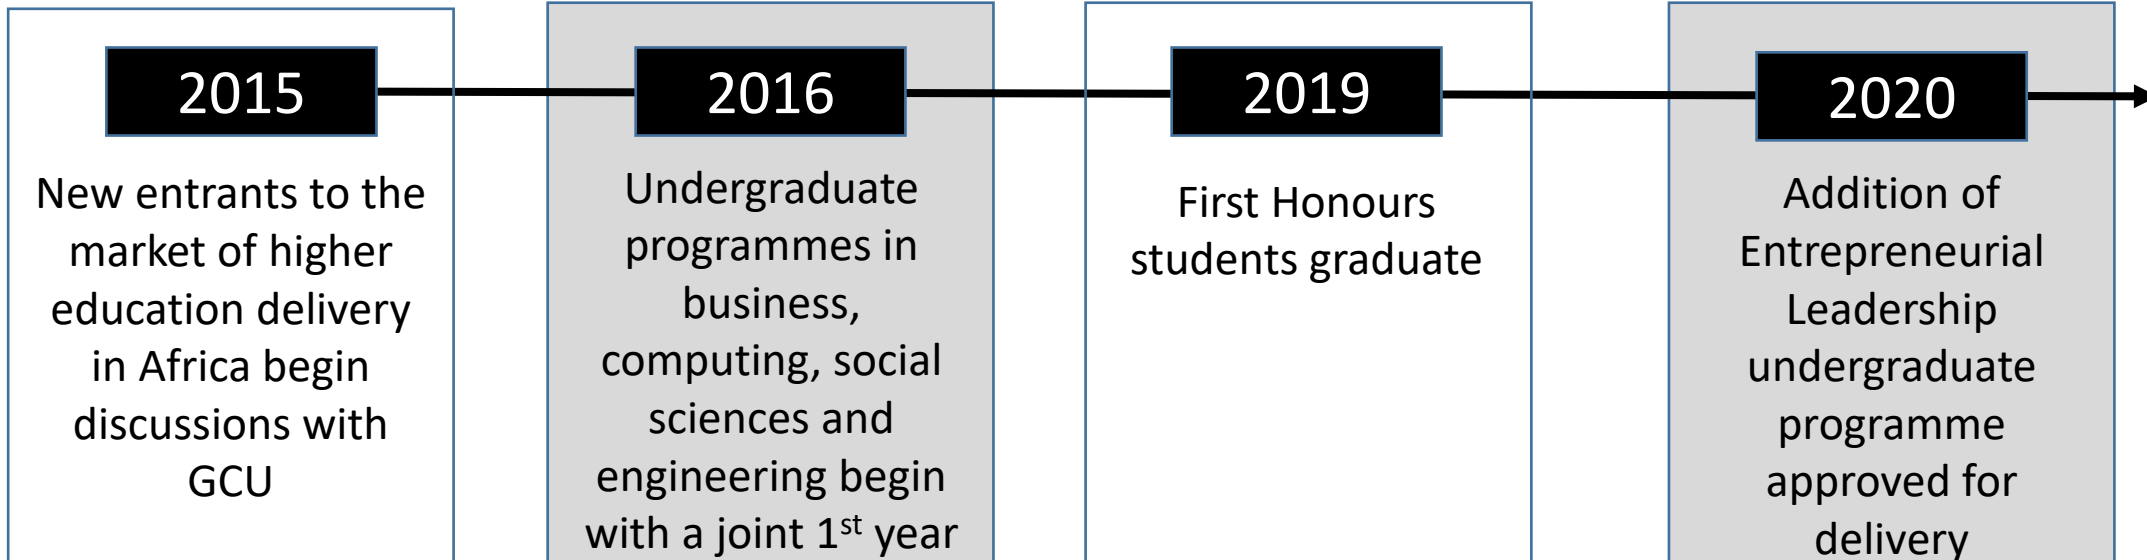 2015
New entrants to the
market of higher
education delivery
in Africa begin
discussions with
GCU
2016
Undergraduate
programmes in
business,
computing, social
sciences and
engineering begin
with a joint 1st year
2019
First Honours
students graduate
2020
Addition of
Entrepreneurial
Leadership
undergraduate
programme
approved for
delivery